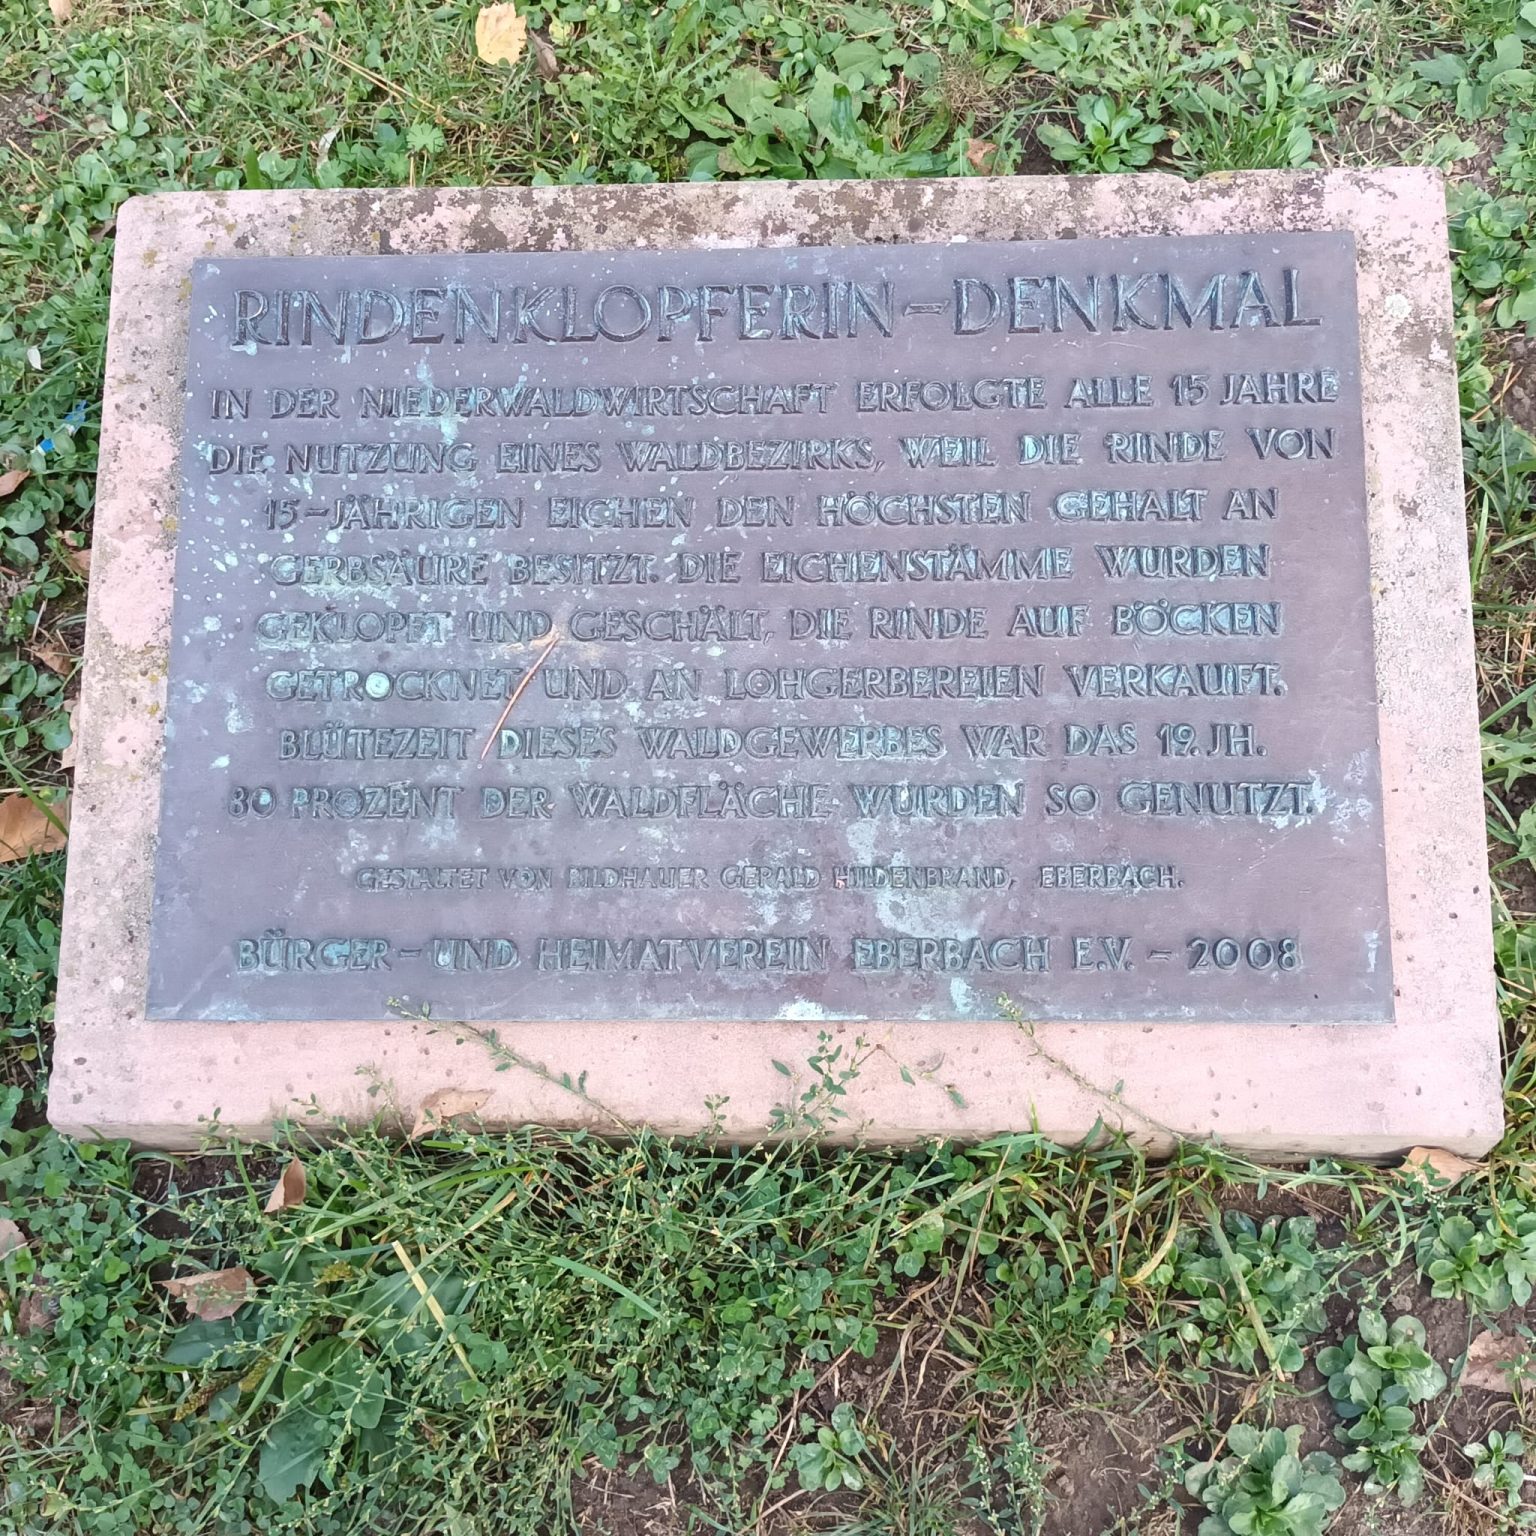 RINDENKLOPFERIN-DENKMAL
IN DER NIEDERWALDWIRTSCHAFT ERFOLGTE ALLE 15 JAHRE
DIE NUTZUNG EINES WALDBEZIRKS, WEIL DIE RINDE VON
15-JÄHRIGEN EICHEN DEN HÖCHSTEN GEHALT AN
GERBSÄURE BESITZT. DIE EICHENSTÄMME WURDEN
GEKLOPFT UND GESCHÄLT, DIE RINDE AUF BÖCKEN
GETROCKNET UND AN LOHGERBEREIEN VERKAUFT.
BLÜTEZEIT DIESES WALDGEWERBES WAR DAS 19. JH.
80 PROZENT DER WALDFLÄCHE WURDEN SO GENUTZT.
GESTALTET VON BILDHAUER GERALD HILDENBRAND, EBERBACH.
BÜRGER- UND HEIMATVEREIN EBERBACH E.V. - 2008